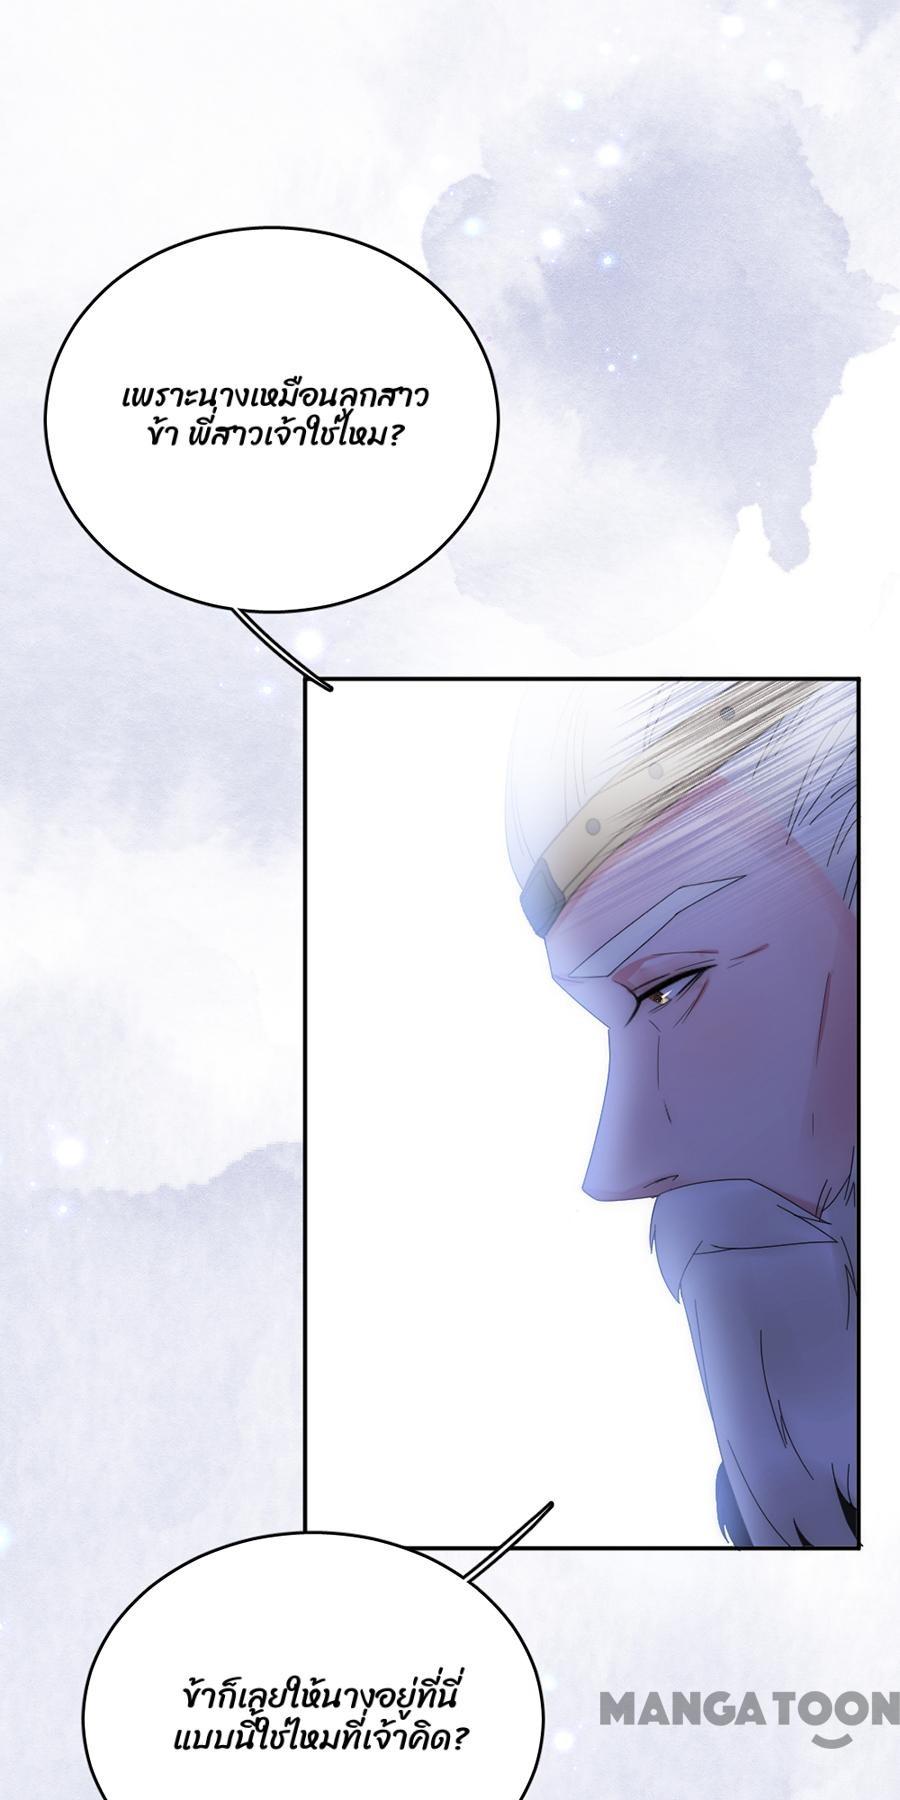 เพราะนางเหมือนลูกสาว
ข้า พี่สาวเจ้าใช่ไหม?
ข้าก็เลยให้นางอยู่ที่นี่
แบบนี้ใช่ไหมที่เจ้าคิด?
MANGATOON